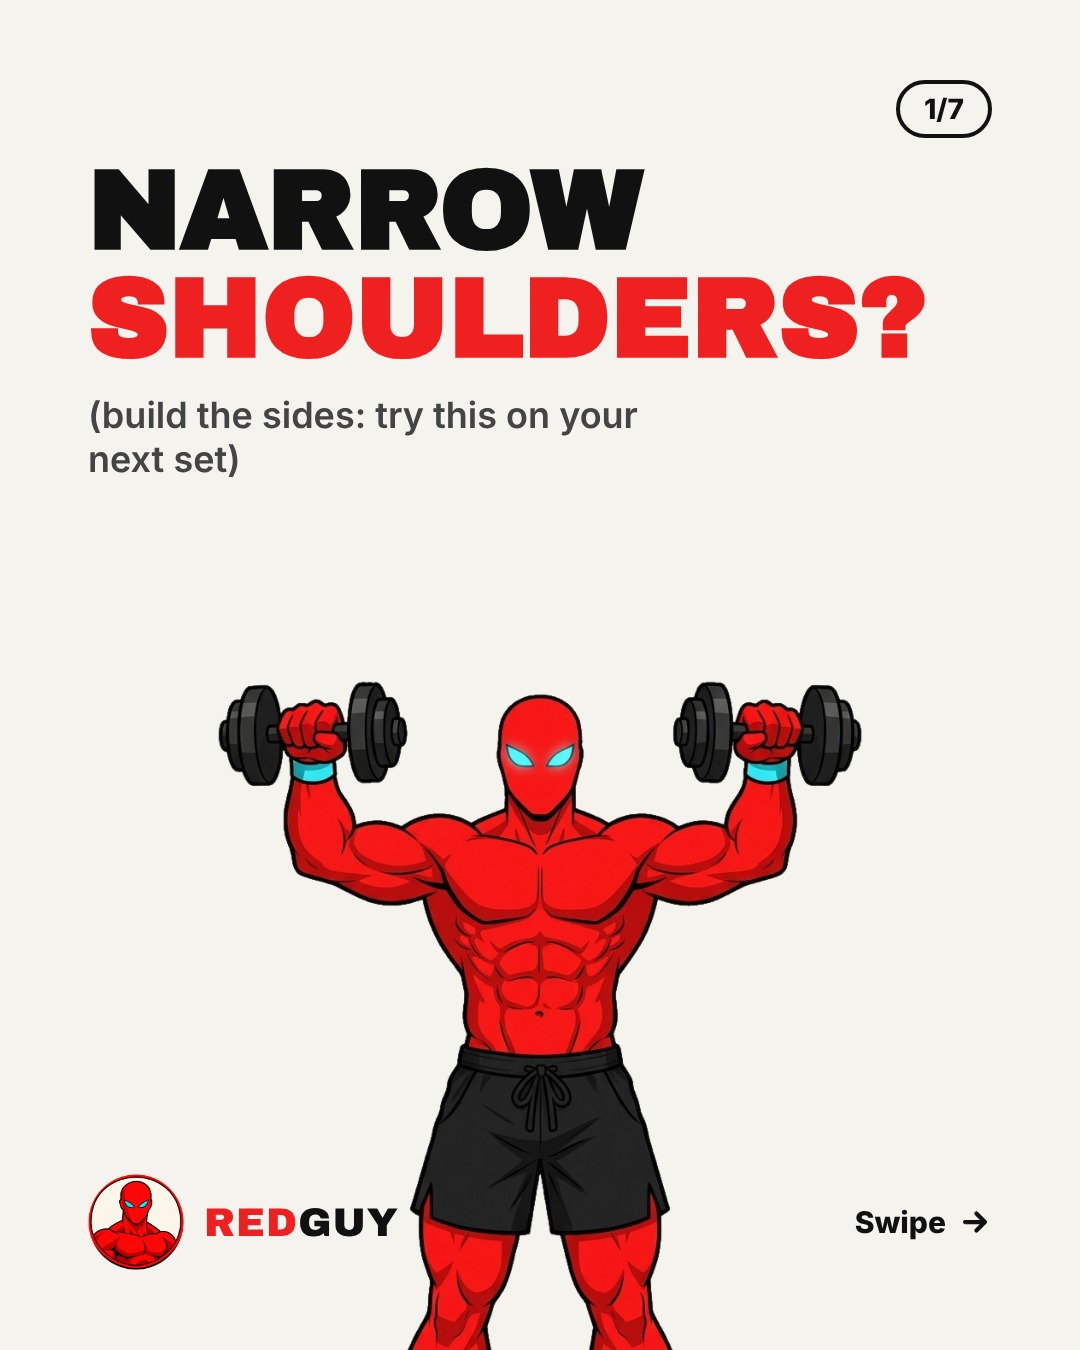 1/7
NARROW
SHOULDERS?
(build the sides: try this on your
next set)
REDGUY
Swipe →